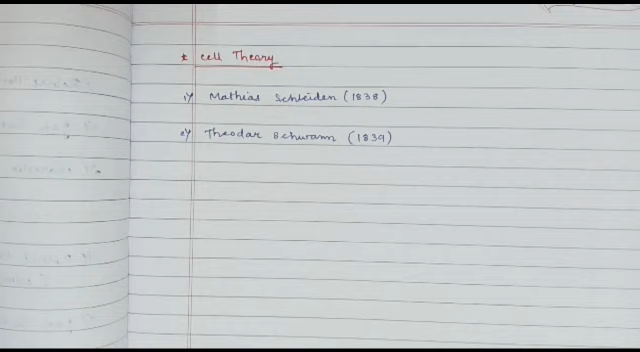 * Cell Theory
1) Mathias Schleiden (1838)
2) Theodar Schwann (1839)